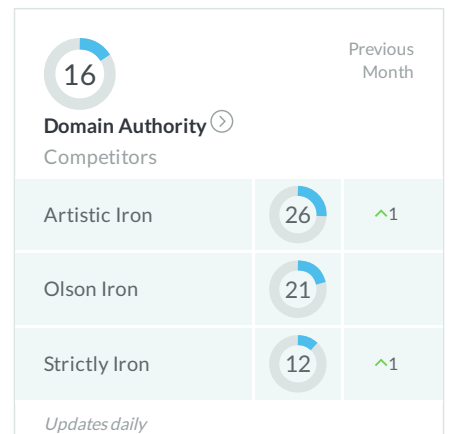 16
Previous
Month
Domain Authority
Competitors
Artistic Iron 26 1
Olson Iron 21
Strictly Iron 12 1
Updates daily